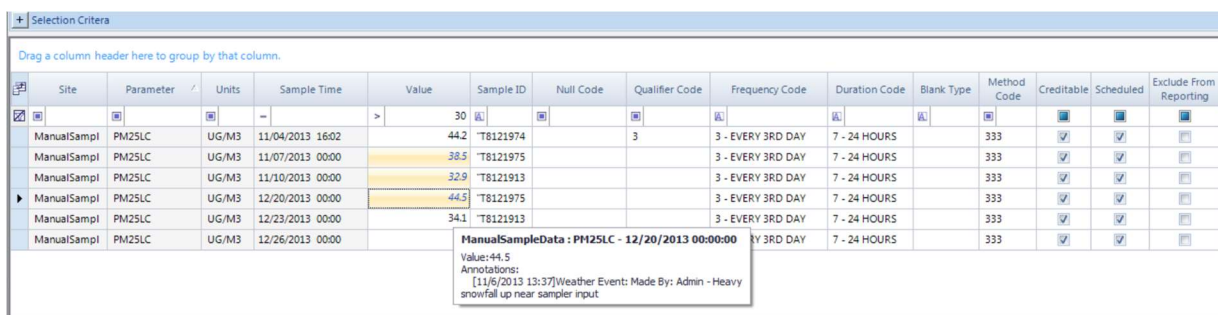 + Selection Critera
Drag a column header here to group by that column.
Site Parameter Units Sample Time Value Sample ID Null Code Qualifier Code Frequency Code Duration Code Blank Type Method Code Creditable Scheduled Exclude From Reporting
= > 30
ManualSampl PM25LC UG/M3 11/04/2013 16:02 44.2 "T8121974 3 3 - EVERY 3RD DAY 7 - 24 HOURS 333
ManualSampl PM25LC UG/M3 11/07/2013 00:00 38.5 "T8121975 3 - EVERY 3RD DAY 7 - 24 HOURS 333
ManualSampl PM25LC UG/M3 11/10/2013 00:00 32.9 "T8121913 3 - EVERY 3RD DAY 7 - 24 HOURS 333
ManualSampl PM25LC UG/M3 12/20/2013 00:00 44.5 "T8121975 3 - EVERY 3RD DAY 7 - 24 HOURS 333
ManualSampl PM25LC UG/M3 12/23/2013 00:00 34.1 "T8121913 3 - EVERY 3RD DAY 7 - 24 HOURS 333
ManualSampl PM25LC UG/M3 12/26/2013 00:00 RY 3RD DAY 7 - 24 HOURS 333
ManualSampleData : PM25LC - 12/20/2013 00:00:00
Value:44.5
Annotations:
[11/6/2013 13:37]Weather Event: Made By: Admin - Heavy
snowfall up near sampler input